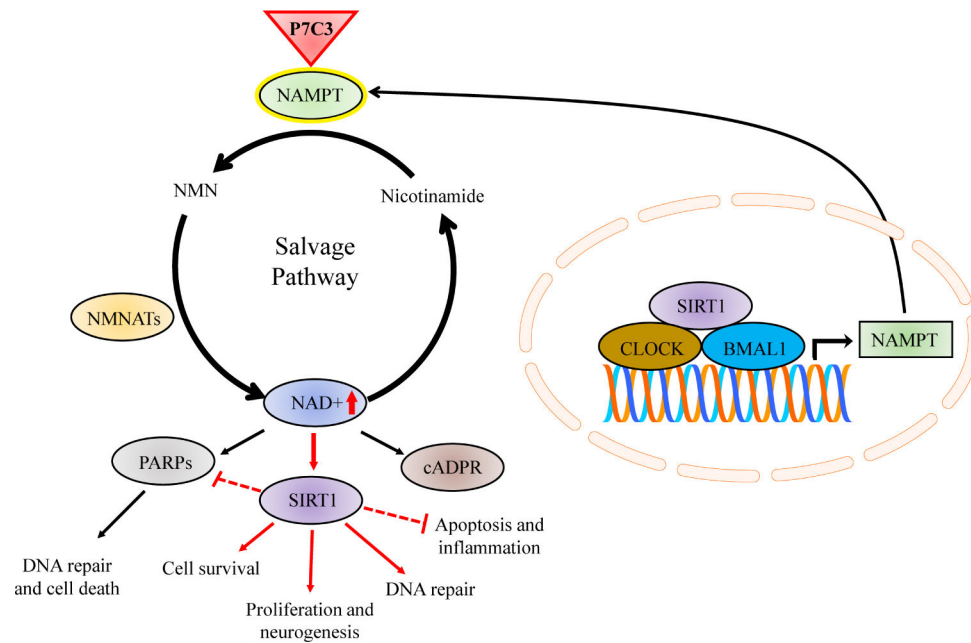 P7C3
NAMPT
NMN
Nicotinamide
Salvage
Pathway
NMNATs
NAD+
PARPs
cADPR
SIRT1
Apoptosis and
inflammation
DNA repair
and cell death
Cell survival
DNA repair
Proliferation and
neurogenesis
SIRT1
CLOCK
BMAL1
NAMPT